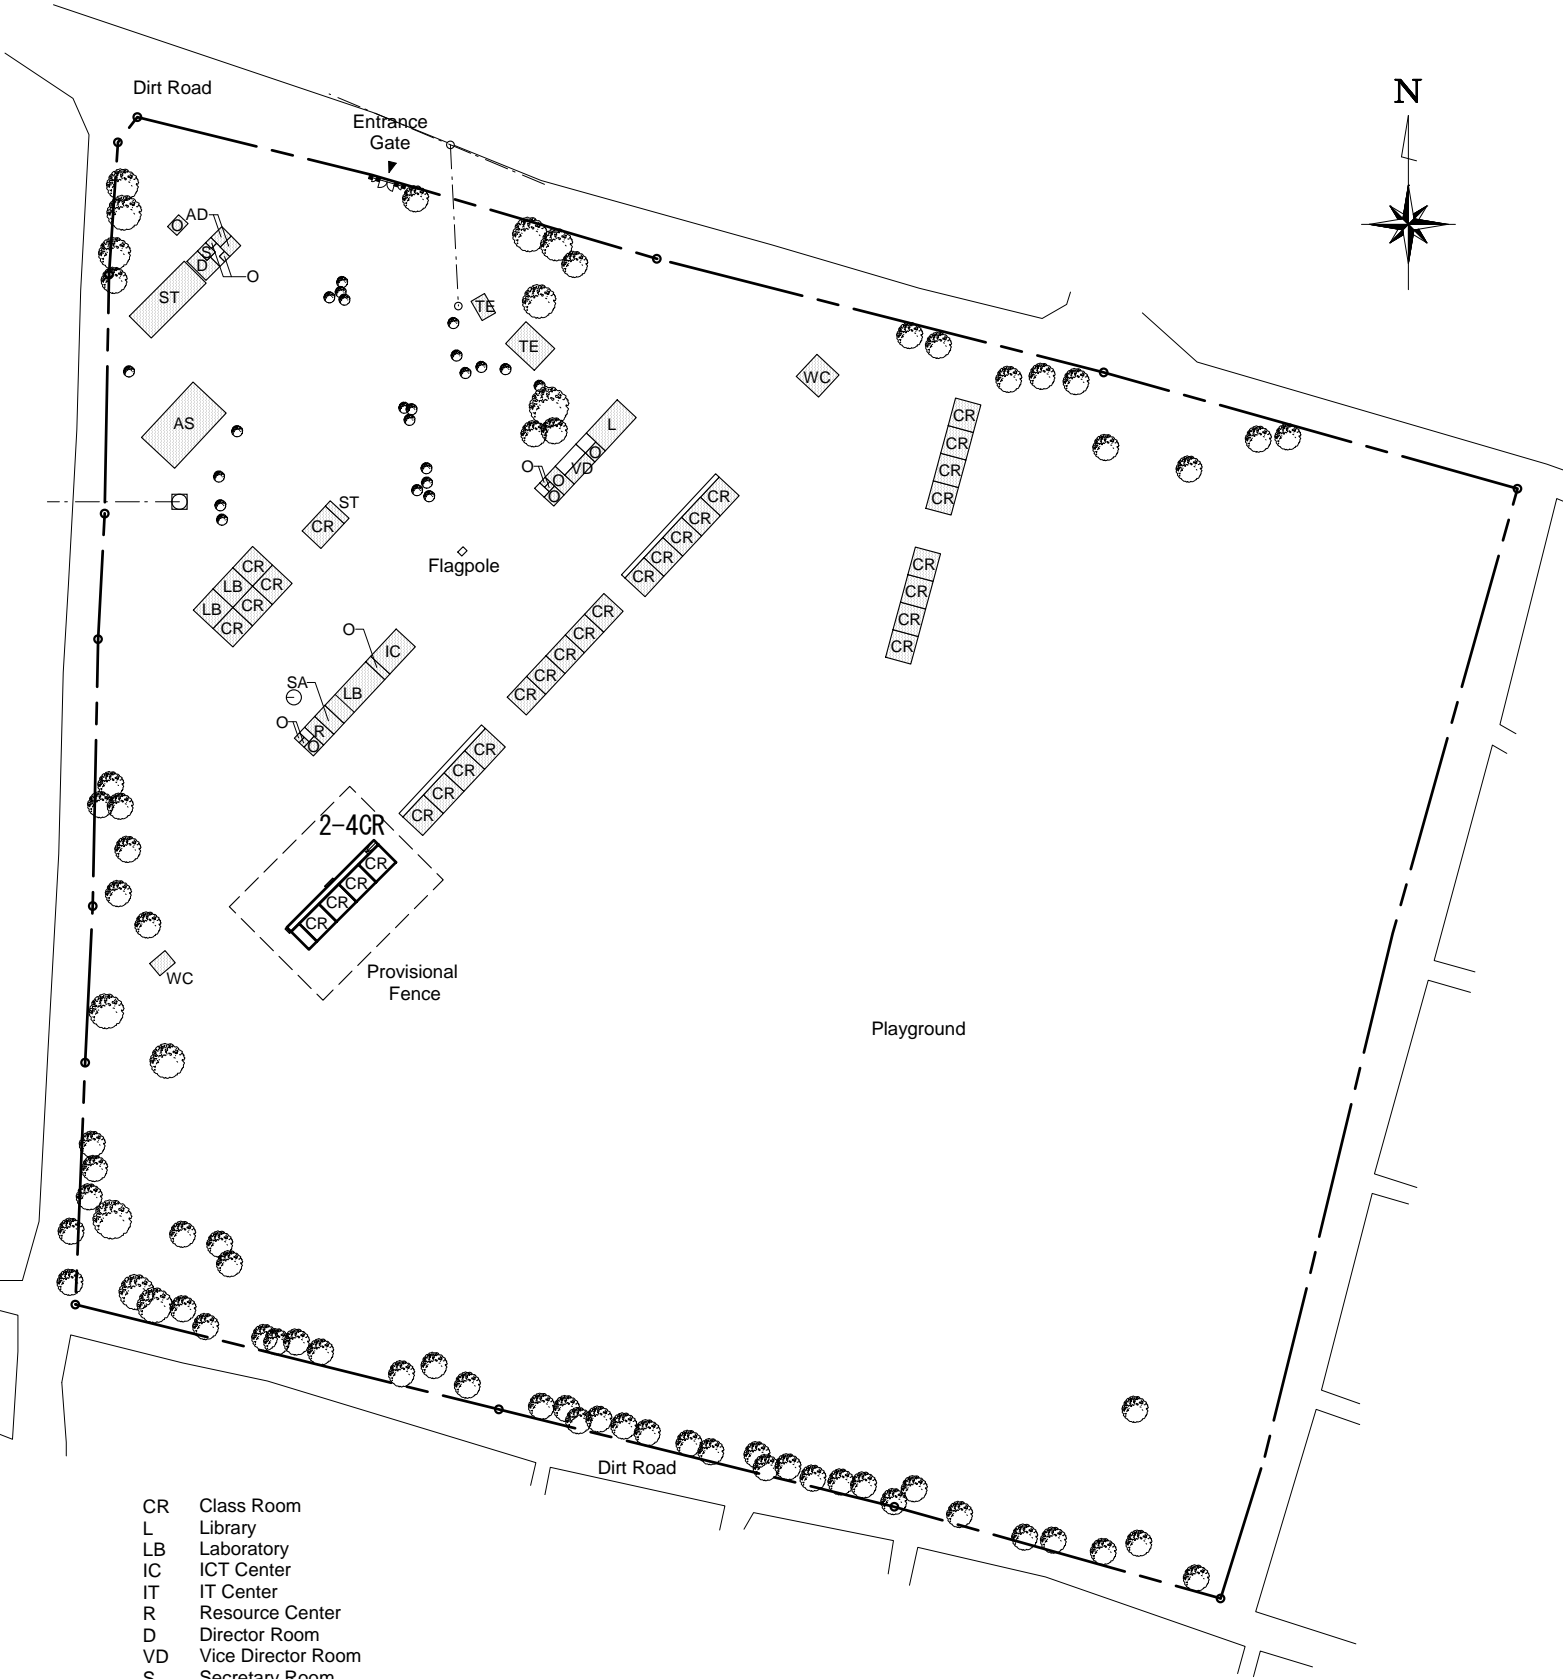 Dirt Road
N
Entrance
Gate
AD
O
S
D
O
ST
TE
TE
WC
AS
CR
CR
CR
CR
L
O
VD
O
O
O
ST
CR
CR
CR
CR
CR
CR
Flagpole
CR
LB
CR
LB
CR
CR
CR
CR
CR
CR
CR
CR
CR
CR
CR
O
IC
SA
LB
O
R
O
CR
CR
CR
CR
2-4CR
CR
CR
CR
CR
WC
Provisional
Fence
Playground
Dirt Road
CR Class Room
L Library
LB Laboratory
IC ICT Center
IT IT Center
R Resource Center
D Director Room
VD Vice Director Room
S Secretary Room